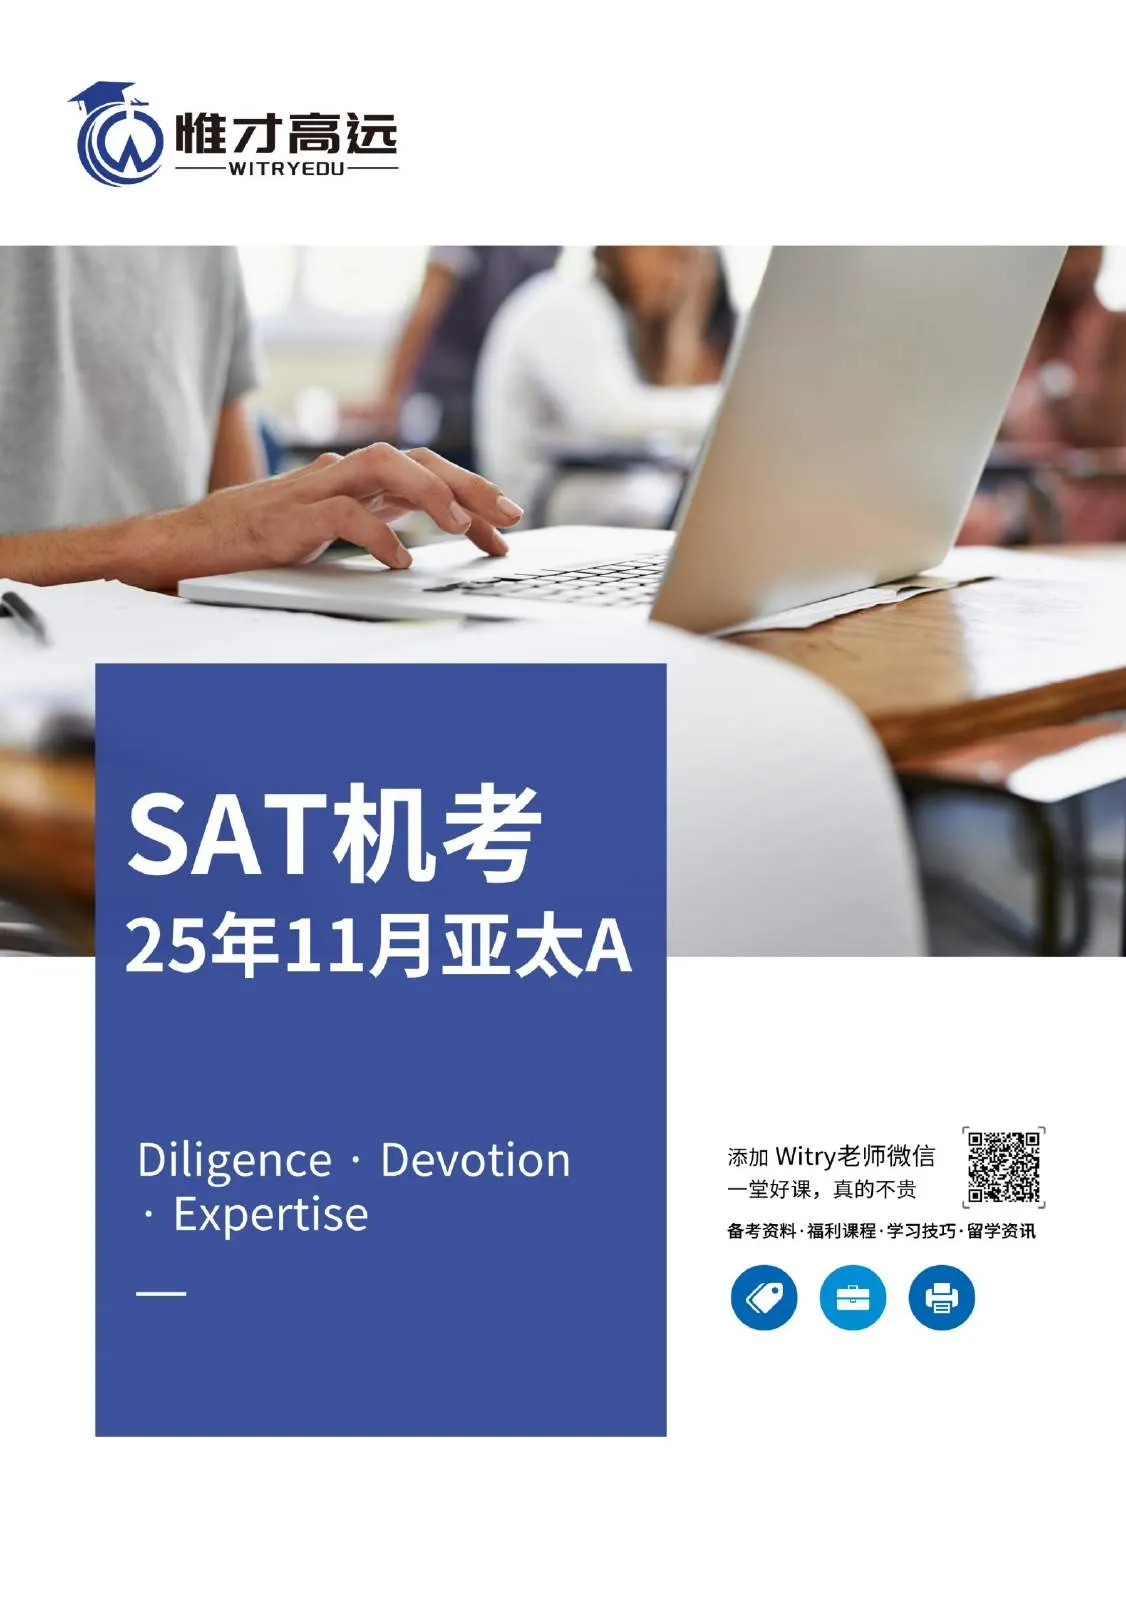 惟才高远
WITRYEDU
SAT机考
25年11月亚太A
Diligence · Devotion
· Expertise
添加 Witry老师微信
一堂好课，真的不贵
备考资料·福利课程·学习技巧·留学资讯